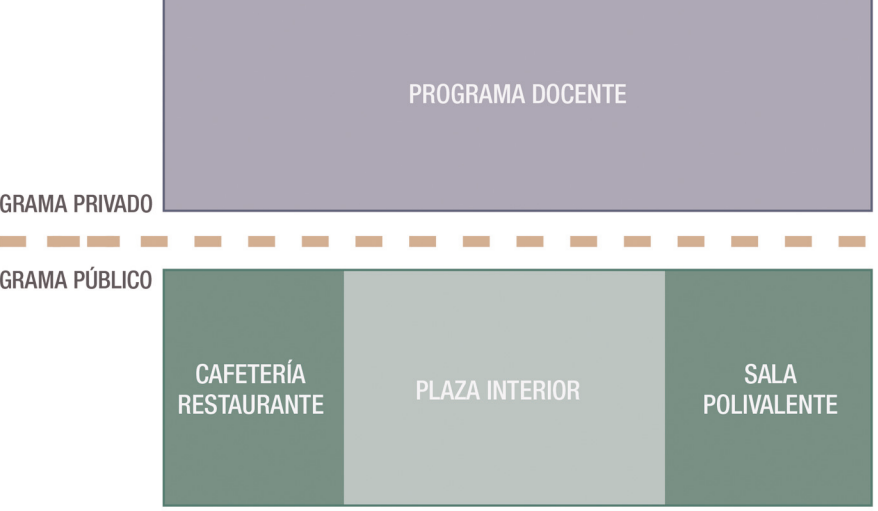 PROGRAMA DOCENTE
GRAMA PRIVADO
GRAMA PÚBLICO
CAFETERÍA
RESTAURANTE
PLAZA INTERIOR
SALA
POLIVALENTE